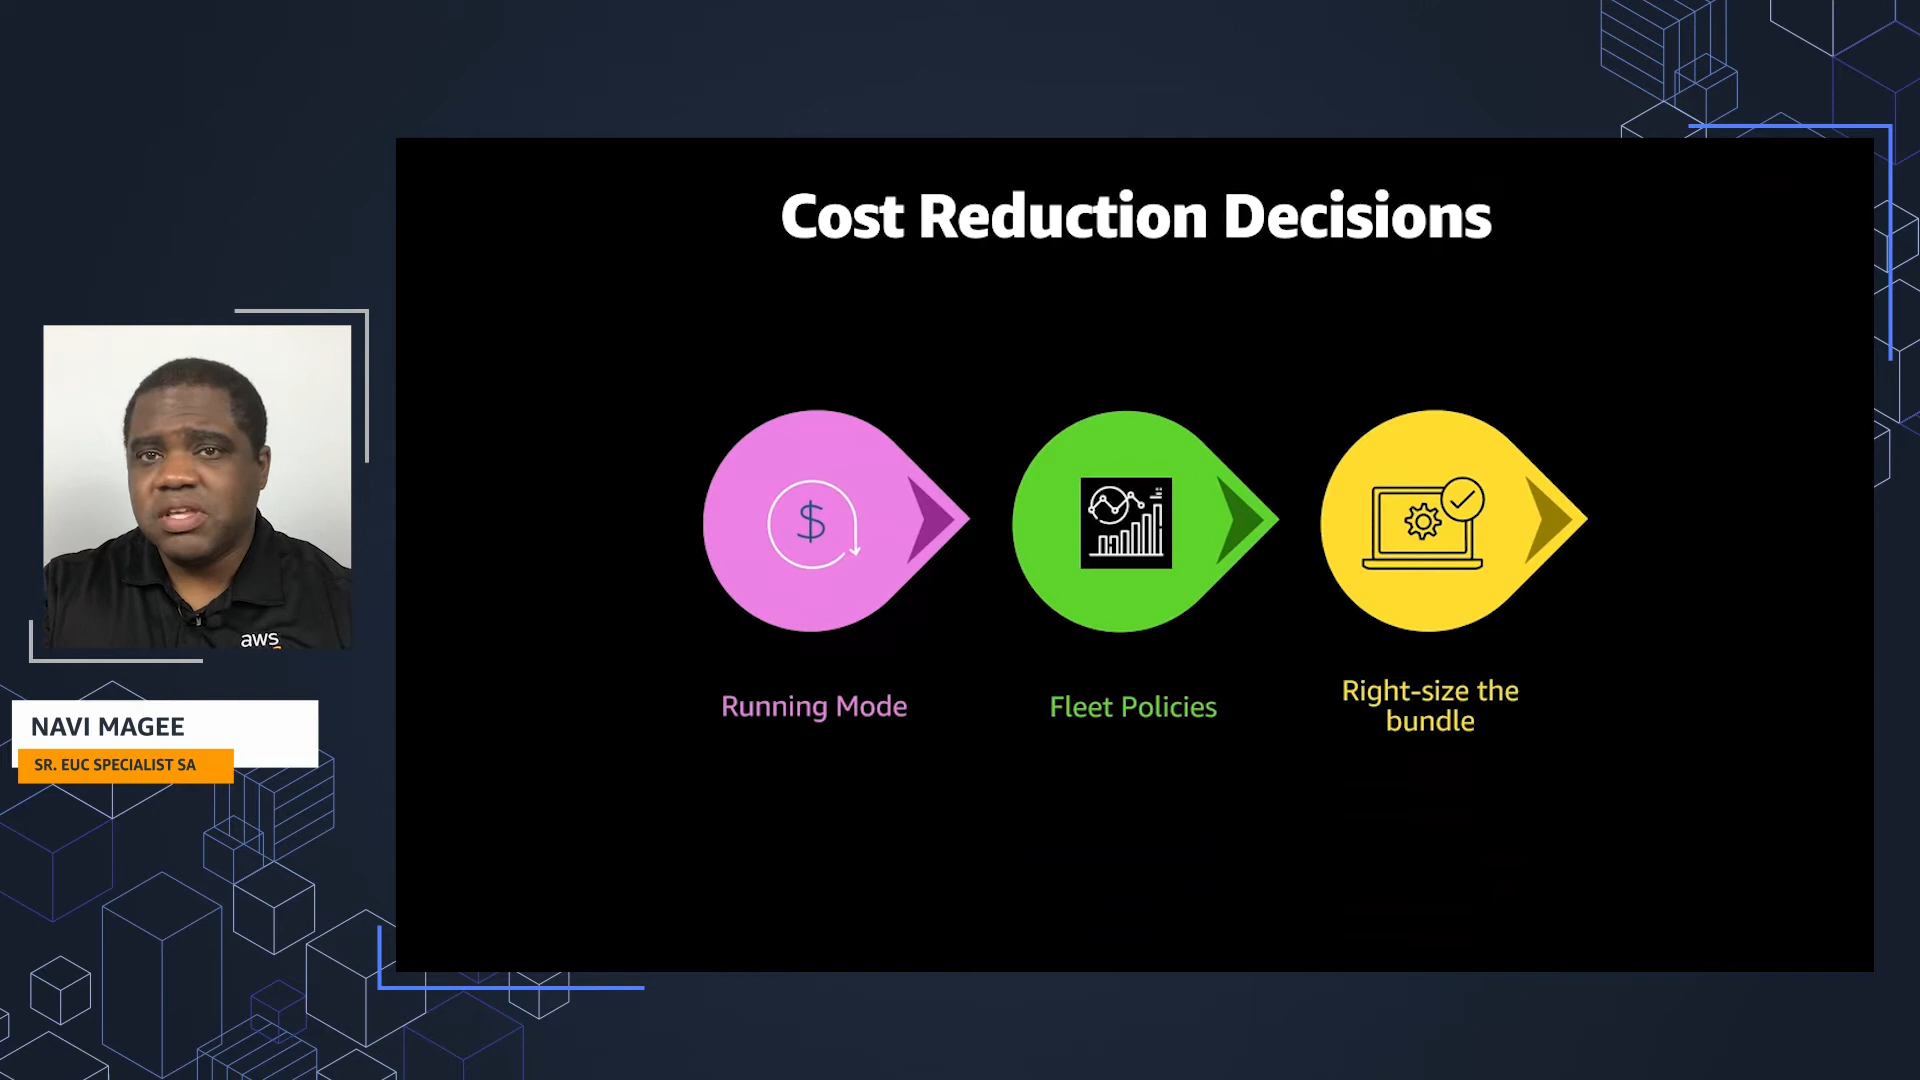 Cost Reduction Decisions
$
Running Mode
Fleet Policies
Right-size the
bundle
aws
NAVI MAGEE
SR. EUC SPECIALIST SA